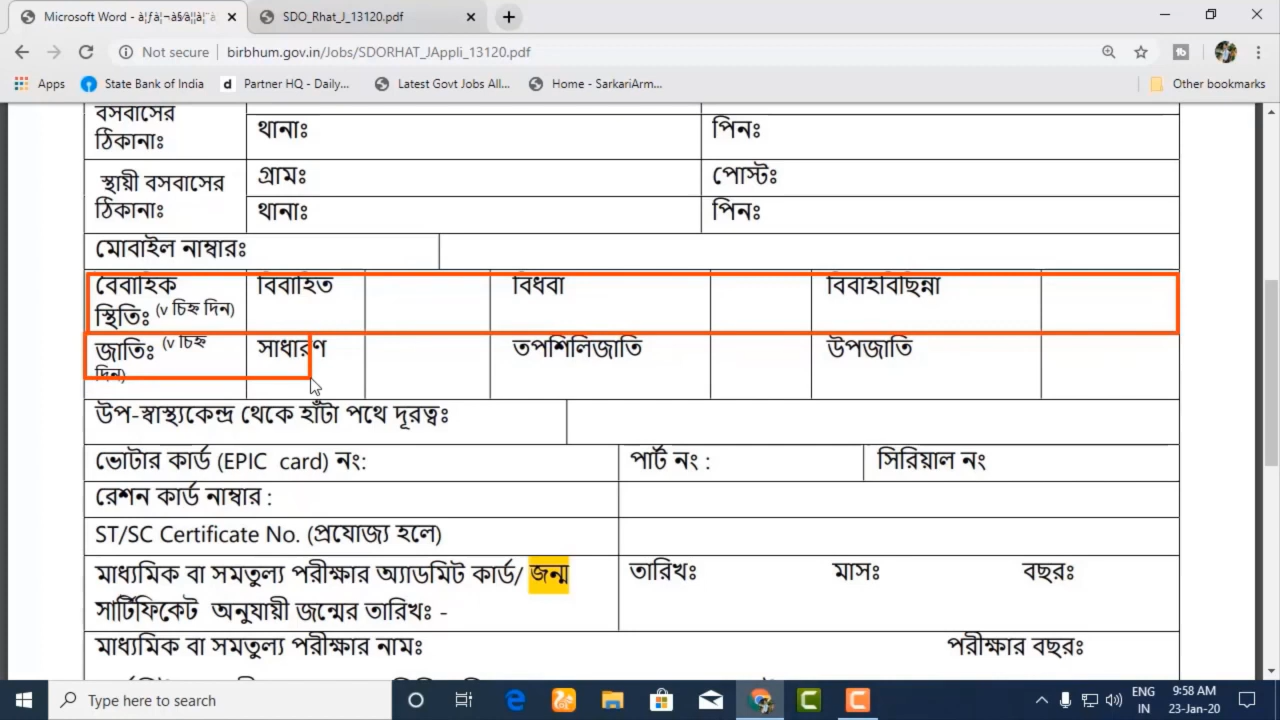 Microsoft Word - à¦ƒà¦¬à§ª¦¦à¦¨à
SDO_Rhat_J_13120.pdf
Not secure | birbhum.gov.in/Jobs/SDORHAT_JAppli_13120.pdf
Apps State Bank of India Partner HQ - Daily... Latest Govt Jobs All... Home - SarkariArm... Other bookmarks
বসবাসের
ঠিকানাঃ
থানাঃ পিনঃ
স্থায়ী বসবাসের
ঠিকানাঃ
গ্রামঃ পোস্টঃ
থানাঃ পিনঃ
মোবাইল নাম্বারঃ
বৈবাহিক
স্থিতিঃ (v চিহ্ন দিন)
বিবাহিত বিধবা বিবাহবিছিন্না
জাতিঃ (v চিহ্ন
দিন)
সাধারণ তপশিলিজাতি উপজাতি
উপ-স্বাস্থ্যকেন্দ্র থেকে হাঁটা পথে দূরত্বঃ
ভোটার কার্ড (EPIC card) নং: পার্ট নং : সিরিয়াল নং
রেশন কার্ড নাম্বার :
ST/SC Certificate No. (প্রযোজ্য হলে)
মাধ্যমিক বা সমতুল্য পরীক্ষার অ্যাডমিট কার্ড/ জন্ম
সার্টিফিকেট অনুযায়ী জন্মের তারিখঃ -
তারিখঃ মাসঃ বছরঃ
মাধ্যমিক বা সমতুল্য পরীক্ষার নামঃ পরীক্ষার বছরঃ
Type here to search
ENG
IN
9:58 AM
23-Jan-20